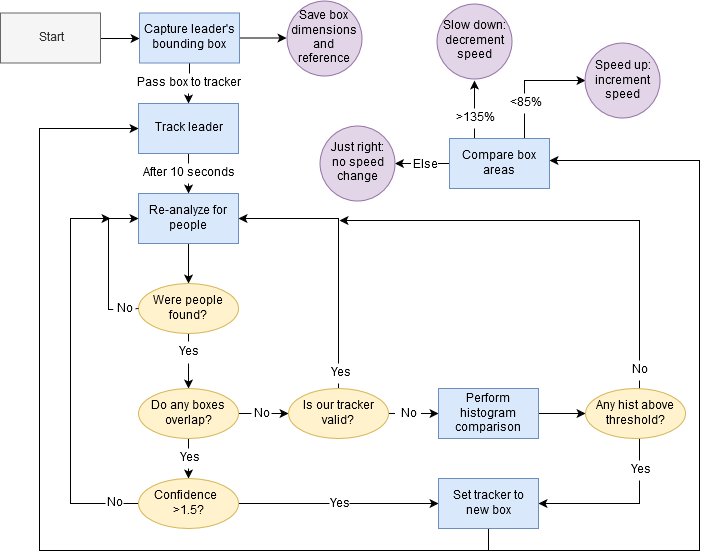 Start
Capture leader's
bounding box
Save box
dimensions
and
reference
Slow down:
decrement
speed
Speed up:
increment
speed
Pass box to tracker
>135%
<85%
Track leader
Just right:
no speed
change
Else
Compare box
areas
After 10 seconds
Re-analyze for
people
Were people
found?
No
Yes
Do any boxes
overlap?
No
Is our tracker
valid?
Yes
No
Perform
histogram
comparison
Any hist above
threshold?
No
Yes
Yes
Confidence
>1.5?
No
Yes
Set tracker to
new box